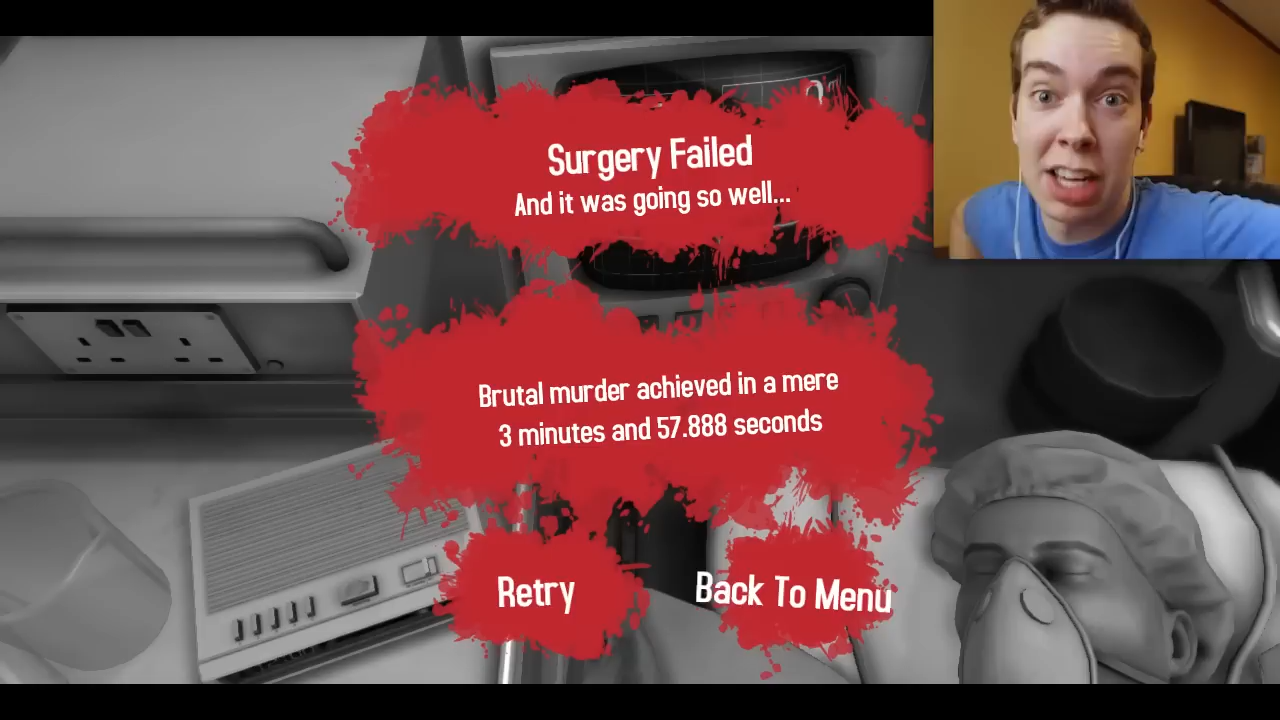 Surgery Failed
And it was going so well...
Brutal murder achieved in a mere
3 minutes and 57.888 seconds
Retry
Back To Menu